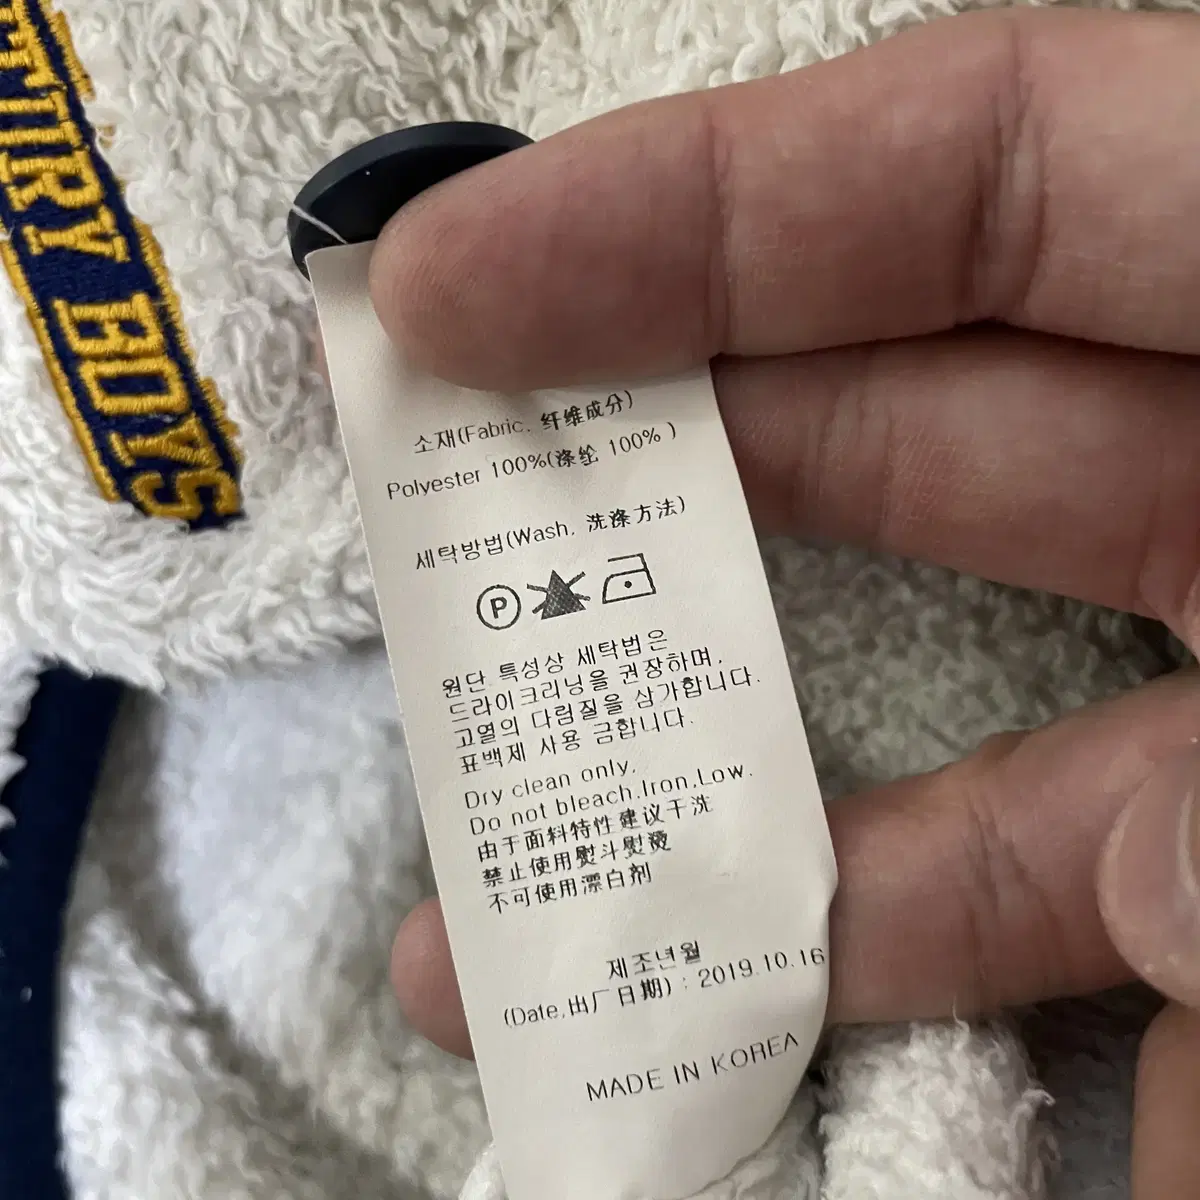 TRY BOYS
소재(Fabric, 纤维成分)
Polyester 100%(涤纶 100% )
세탁방법(Wash, 洗涤方法)
P
원단 특성상 세탁법은
드라이크리닝을 권장하며,
고열의 다림질을 삼가합니다.
표백제 사용 금합니다.
Dry clean only.
Do not bleach.Iron.Low.
由于面料特性建议干洗
禁止使用熨斗熨烫
不可使用漂白剂
제조년월
(Date,出厂日期) : 2019.10.16
MADE IN KOREA